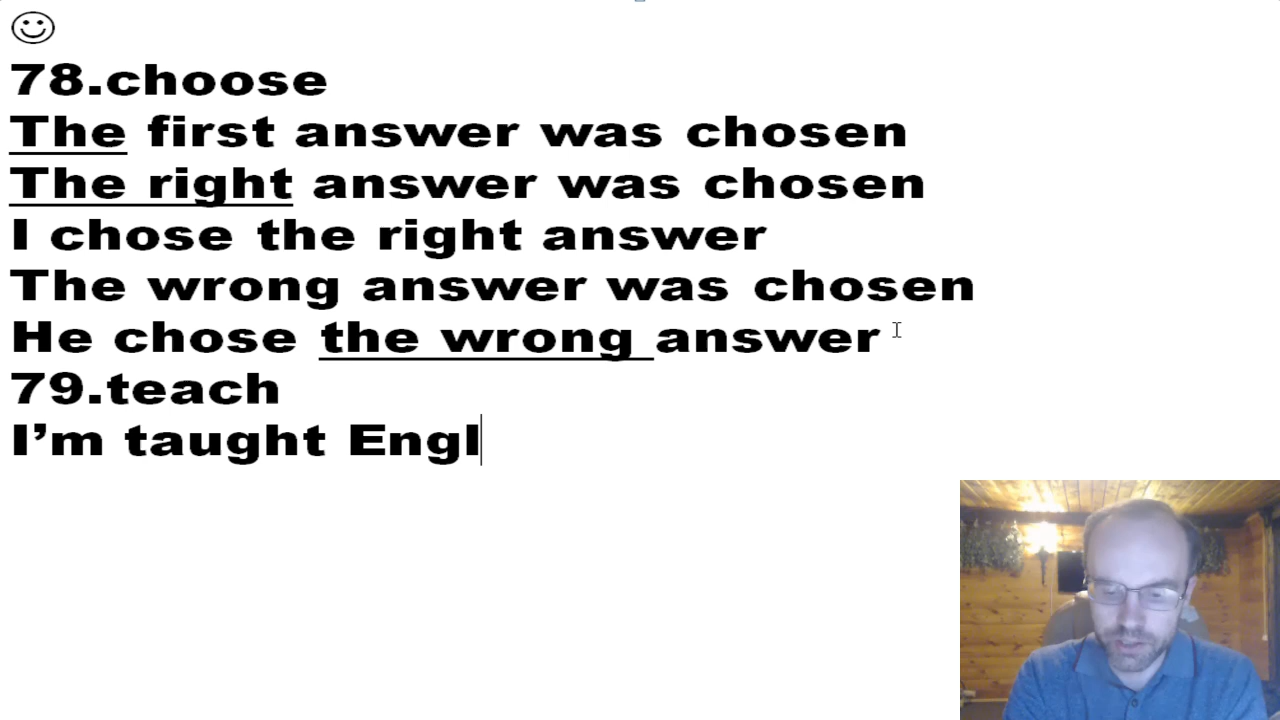 78.choose
The first answer was chosen
The right answer was chosen
I chose the right answer
The wrong answer was chosen
He chose the wrong answer
79.teach
I’m taught Engl